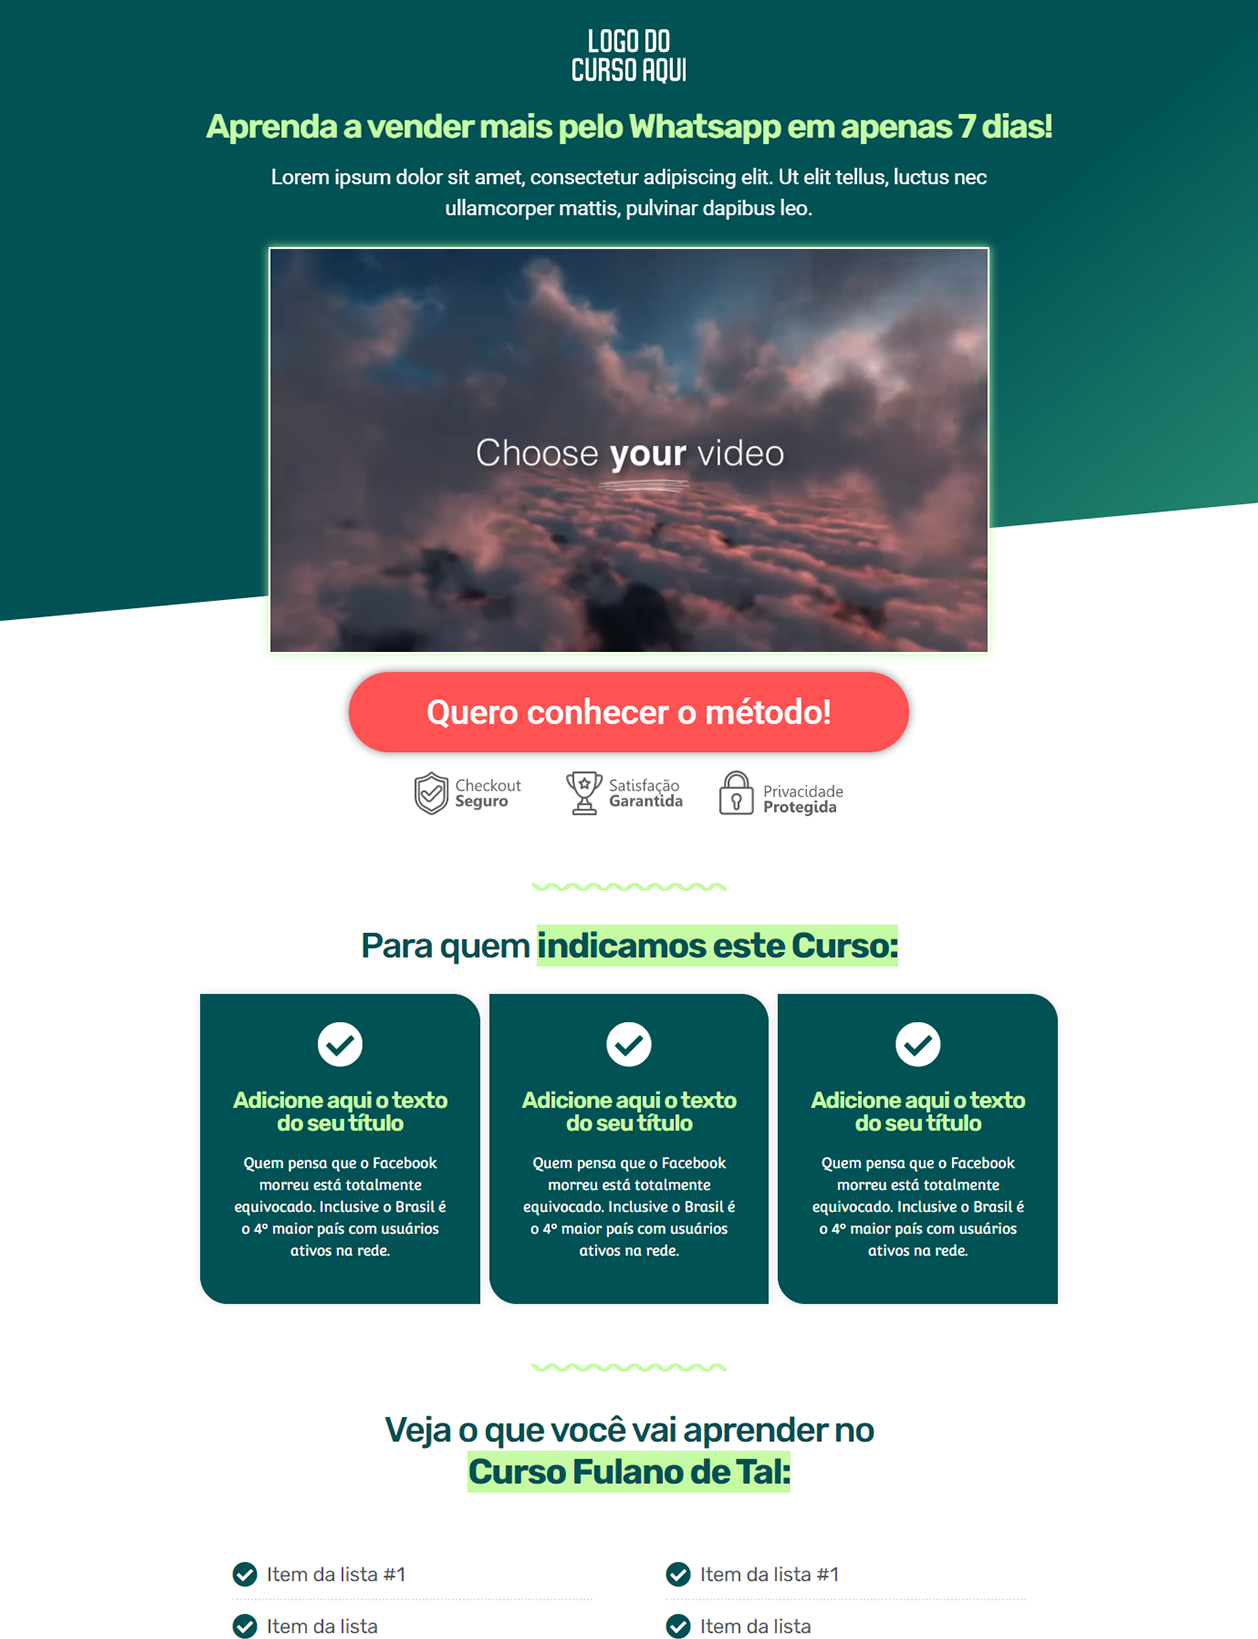 LOGO DO
CURSO AQUI
Aprenda a vender mais pelo Whatsapp em apenas 7 dias!
Lorem ipsum dolor sit amet, consectetur adipiscing elit. Ut elit tellus, luctus nec
ullamcorper mattis, pulvinar dapibus leo.
Choose your video
Quero conhecer o método!
Checkout
Seguro
Satisfação
Garantida
Privacidade
Protegida
Para quem indicamos este Curso:
Adicione aqui o texto
do seu título
Quem pensa que o Facebook
morreu está totalmente
equivocado. Inclusive o Brasil é
o 4º maior país com usuários
ativos na rede.
Adicione aqui o texto
do seu título
Quem pensa que o Facebook
morreu está totalmente
equivocado. Inclusive o Brasil é
o 4º maior país com usuários
ativos na rede.
Adicione aqui o texto
do seu título
Quem pensa que o Facebook
morreu está totalmente
equivocado. Inclusive o Brasil é
o 4º maior país com usuários
ativos na rede.
Veja o que você vai aprender no
Curso Fulano de Tal:
Item da lista #1
Item da lista
Item da lista #1
Item da lista